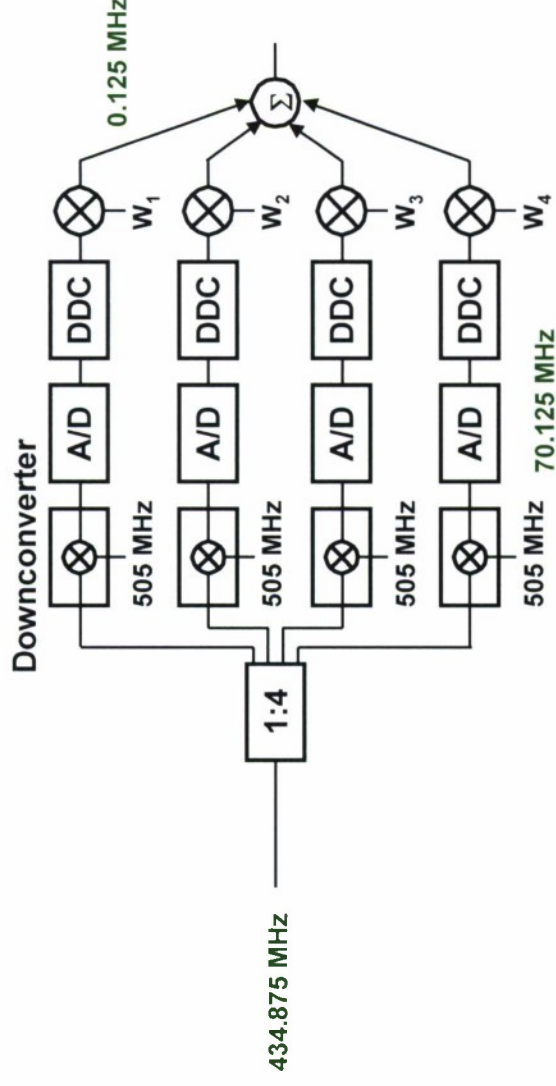 Downconverter
434.875 MHz
1:4
505 MHz
A/D
DDC
W1
505 MHz
A/D
DDC
W2
505 MHz
A/D
DDC
W3
505 MHz
A/D
DDC
W4
70.125 MHz
0.125 MHz
Σ